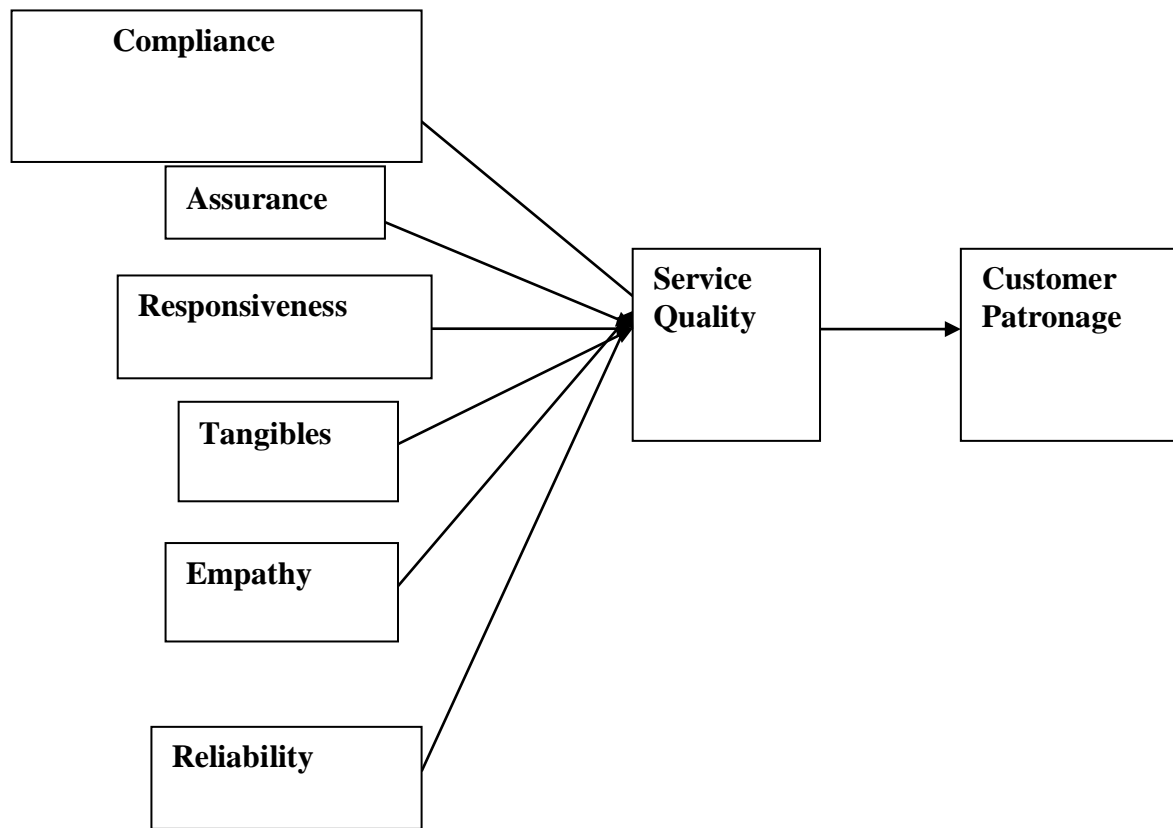 Compliance
Assurance
Responsiveness
Tangibles
Empathy
Reliability
Service
Quality
Customer
Patronage